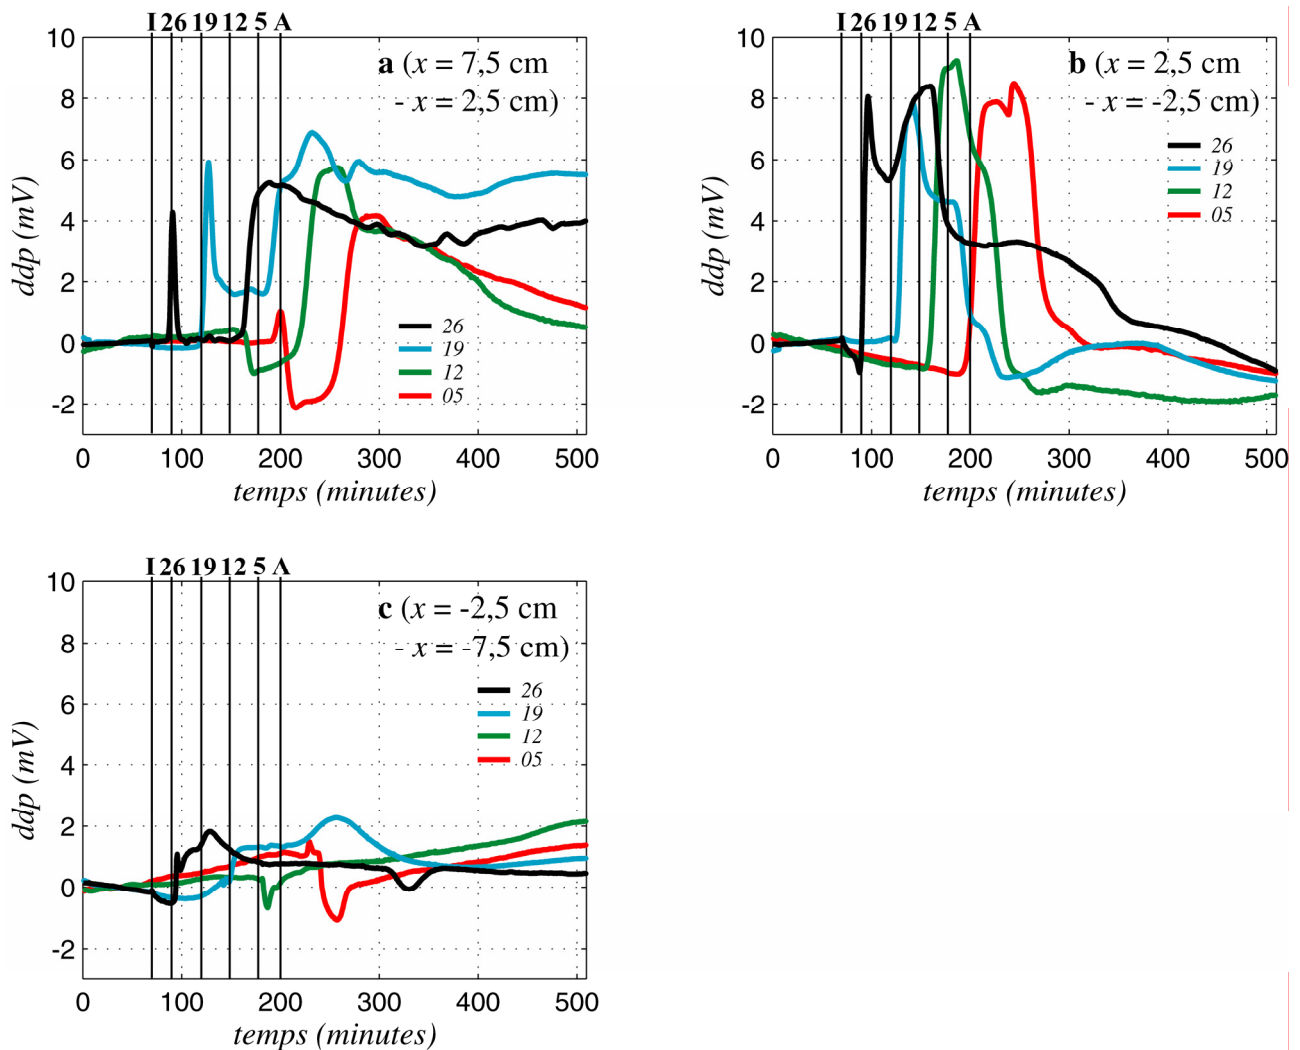 I 26 19 12 5 A
10
8
6
4
2
0
-2
ddp (mV)
a (x = 7,5 cm
- x = 2,5 cm)
26
19
12
05
0 100 200 300 400 500
temps (minutes)
I 26 19 12 5 A
10
8
6
4
2
0
-2
ddp (mV)
b (x = 2,5 cm
- x = -2,5 cm)
26
19
12
05
0 100 200 300 400 500
temps (minutes)
I 26 19 12 5 A
10
8
6
4
2
0
-2
ddp (mV)
c (x = -2,5 cm
- x = -7,5 cm)
26
19
12
05
0 100 200 300 400 500
temps (minutes)